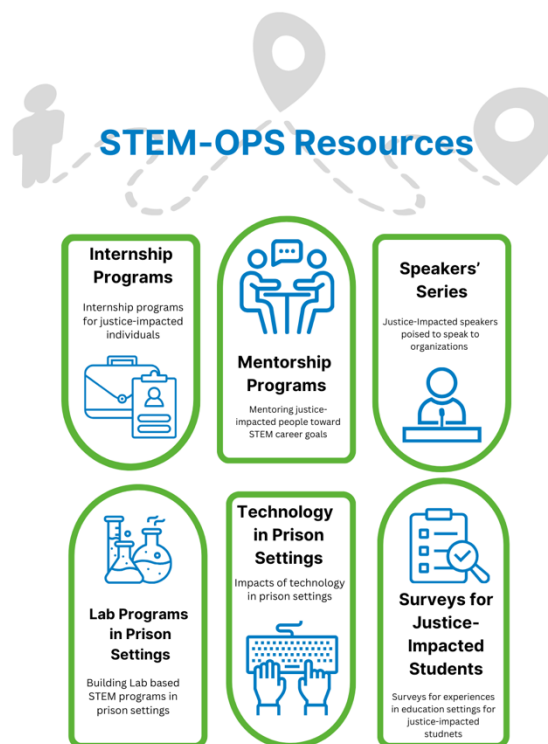 STEM-OPS Resources
Internship
Programs
Internship programs
for justice-impacted
individuals
Mentorship
Programs
Mentoring justice-
impacted people toward
STEM career goals
Speakers'
Series
Justice-Impacted speakers
poised to speak to
organizations
Lab Programs
in Prison
Settings
Building Lab based
STEM programs in
prison settings
Technology
in Prison
Settings
Impacts of technology
in prison settings
Surveys for
Justice-
Impacted
Students
Surveys for experiences
in education settings for
justice-impacted
studnets